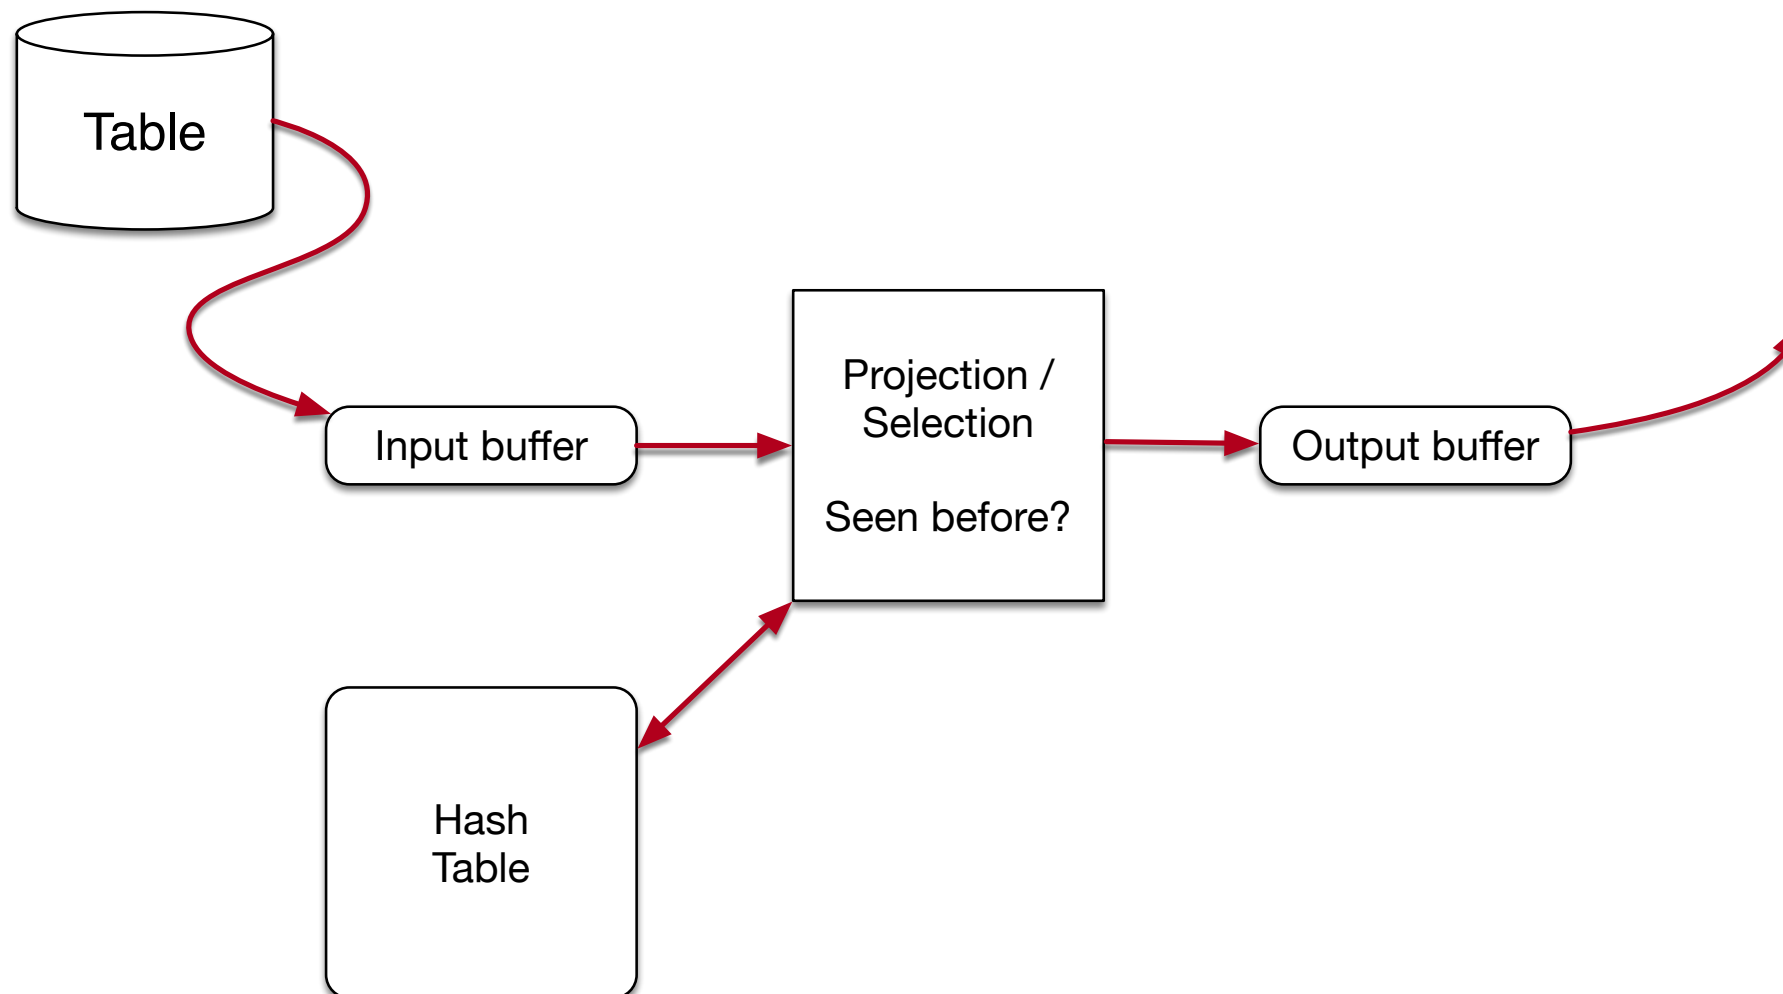 Table
Projection /
Selection
Seen before?
Input buffer
Output buffer
Hash
Table